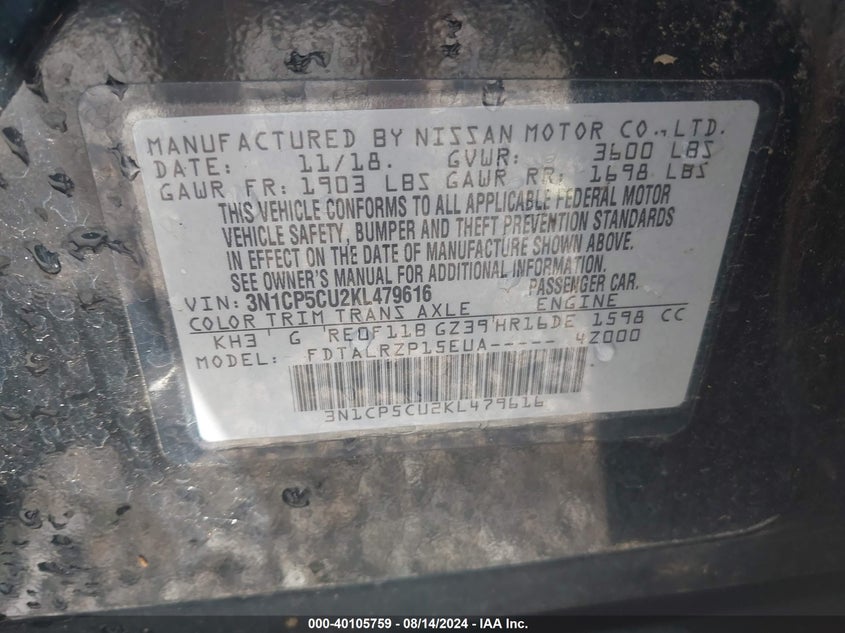 MANUFACTURED BY NISSAN MOTOR CO., LTD.
DATE: 11/18. GVWR: 3600 LBS
GAWR FR: 1903 LBS GAWR RR: 1698 LBS
THIS VEHICLE CONFORMS TO ALL APPLICABLE FEDERAL MOTOR
VEHICLE SAFETY, BUMPER AND THEFT PREVENTION STANDARDS
IN EFFECT ON THE DATE OF MANUFACTURE SHOWN ABOVE.
SEE OWNER'S MANUAL FOR ADDITIONAL INFORMATION.
VIN: 3N1CP5CU2KL479616 PASSENGER CAR.
COLOR TRIM TRANS AXLE ENGINE
KH3 G RE0F11B GZ39 HR16DE 1598 CC
MODEL: FDTALRZP15EUA----- 4Z000
3N1CP5CU2KL479616
000-40105759 - 08/14/2024 - IAA Inc.